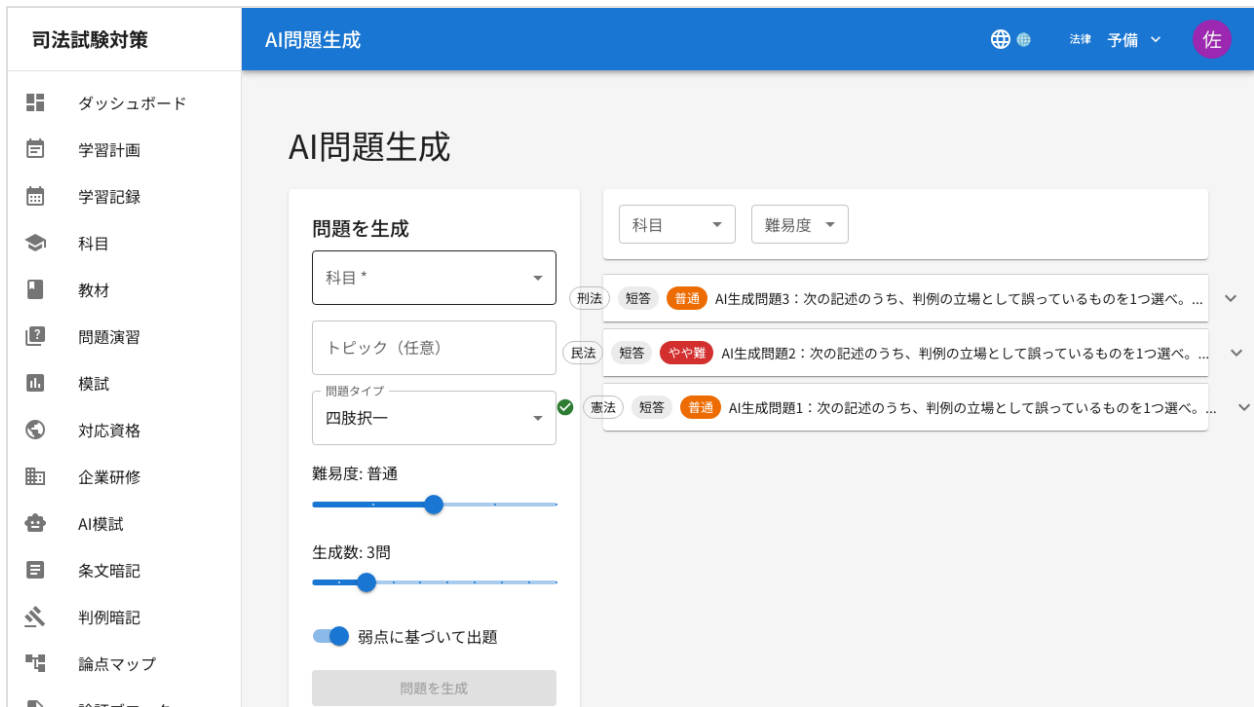 司法試験対策
AI問題生成
法律 予備
佐
ダッシュボード
学習計画
学習記録
科目
教材
問題演習
模試
対応資格
企業研修
AI模試
条文暗記
判例暗記
論点マップ
AI問題生成
問題を生成
科目 *
トピック（任意）
問題タイプ
四肢択一
難易度: 普通
生成数: 3問
弱点に基づいて出題
問題を生成
科目
難易度
刑法 短答 普通 AI生成問題3：次の記述のうち、判例の立場として誤っているものを1つ選べ。...
民法 短答 やや難 AI生成問題2：次の記述のうち、判例の立場として誤っているものを1つ選べ。...
憲法 短答 普通 AI生成問題1：次の記述のうち、判例の立場として誤っているものを1つ選べ。...